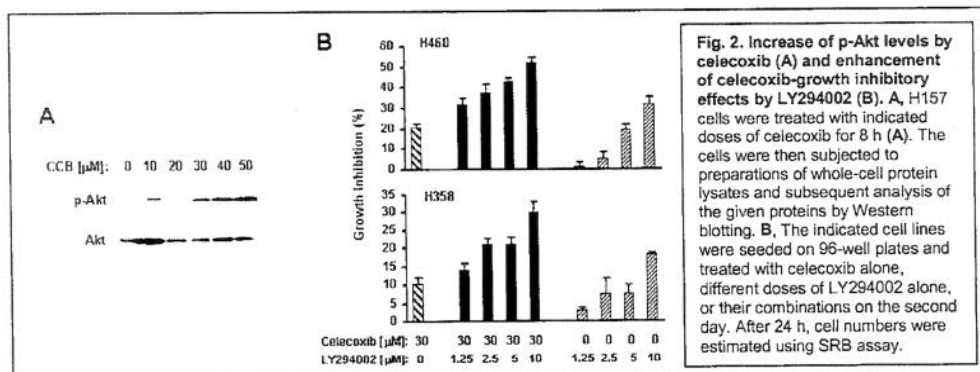 A
CCB [µM]: 0 10 20 30 40 50
p-Akt
Akt
B
H460
Growth inhibition (%)
60
50
40
30
20
10
0
H358
35
30
25
20
15
10
5
0
Celecoxib [µM]: 30 30 30 30 30 0 0 0 0
LY294002 [µM]: 0 1.25 2.5 5 10 1.25 2.5 5 10
Fig. 2. Increase of p-Akt levels by
celecoxib (A) and enhancement
of celecoxib-growth inhibitory
effects by LY294002 (B). A, H157
cells were treated with indicated
doses of celecoxib for 8 h (A). The
cells were then subjected to
preparations of whole-cell protein
lysates and subsequent analysis of
the given proteins by Western
blotting. B, The indicated cell lines
were seeded on 96-well plates and
treated with celecoxib alone,
different doses of LY294002 alone,
or their combinations on the second
day. After 24 h, cell numbers were
estimated using SRB assay.